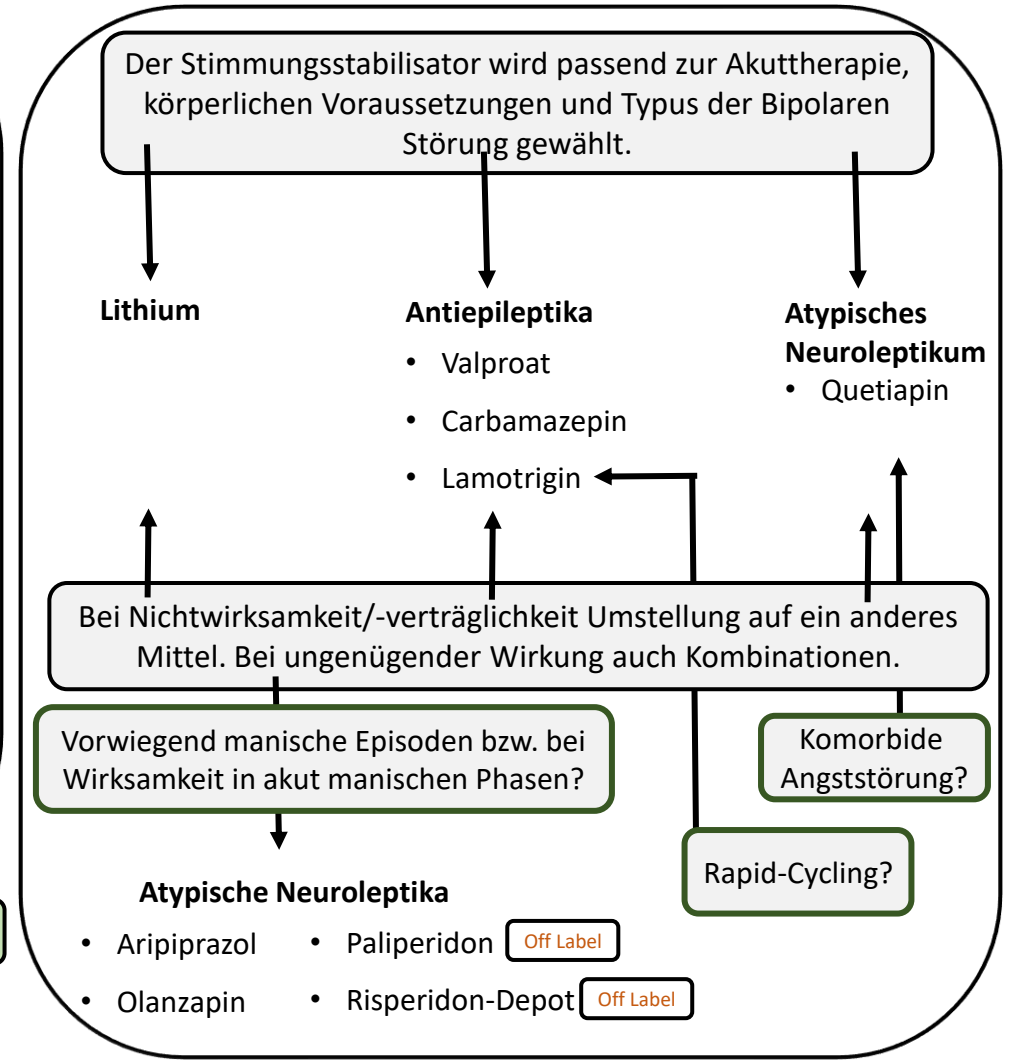 Der Stimmungsstabilisator wird passend zur Akuttherapie,
körperlichen Voraussetzungen und Typus der Bipolaren
Störung gewählt.
Lithium
Antiepileptika
• Valproat
• Carbamazepin
• Lamotrigin
Atypisches
Neuroleptikum
• Quetiapin
Bei Nichtwirksamkeit/-verträglichkeit Umstellung auf ein anderes
Mittel. Bei ungenügender Wirkung auch Kombinationen.
Vorwiegend manische Episoden bzw. bei
Wirksamkeit in akut manischen Phasen?
Komorbide
Angststörung?
Rapid-Cycling?
Atypische Neuroleptika
• Aripiprazol
• Olanzapin
• Paliperidon Off Label
• Risperidon-Depot Off Label